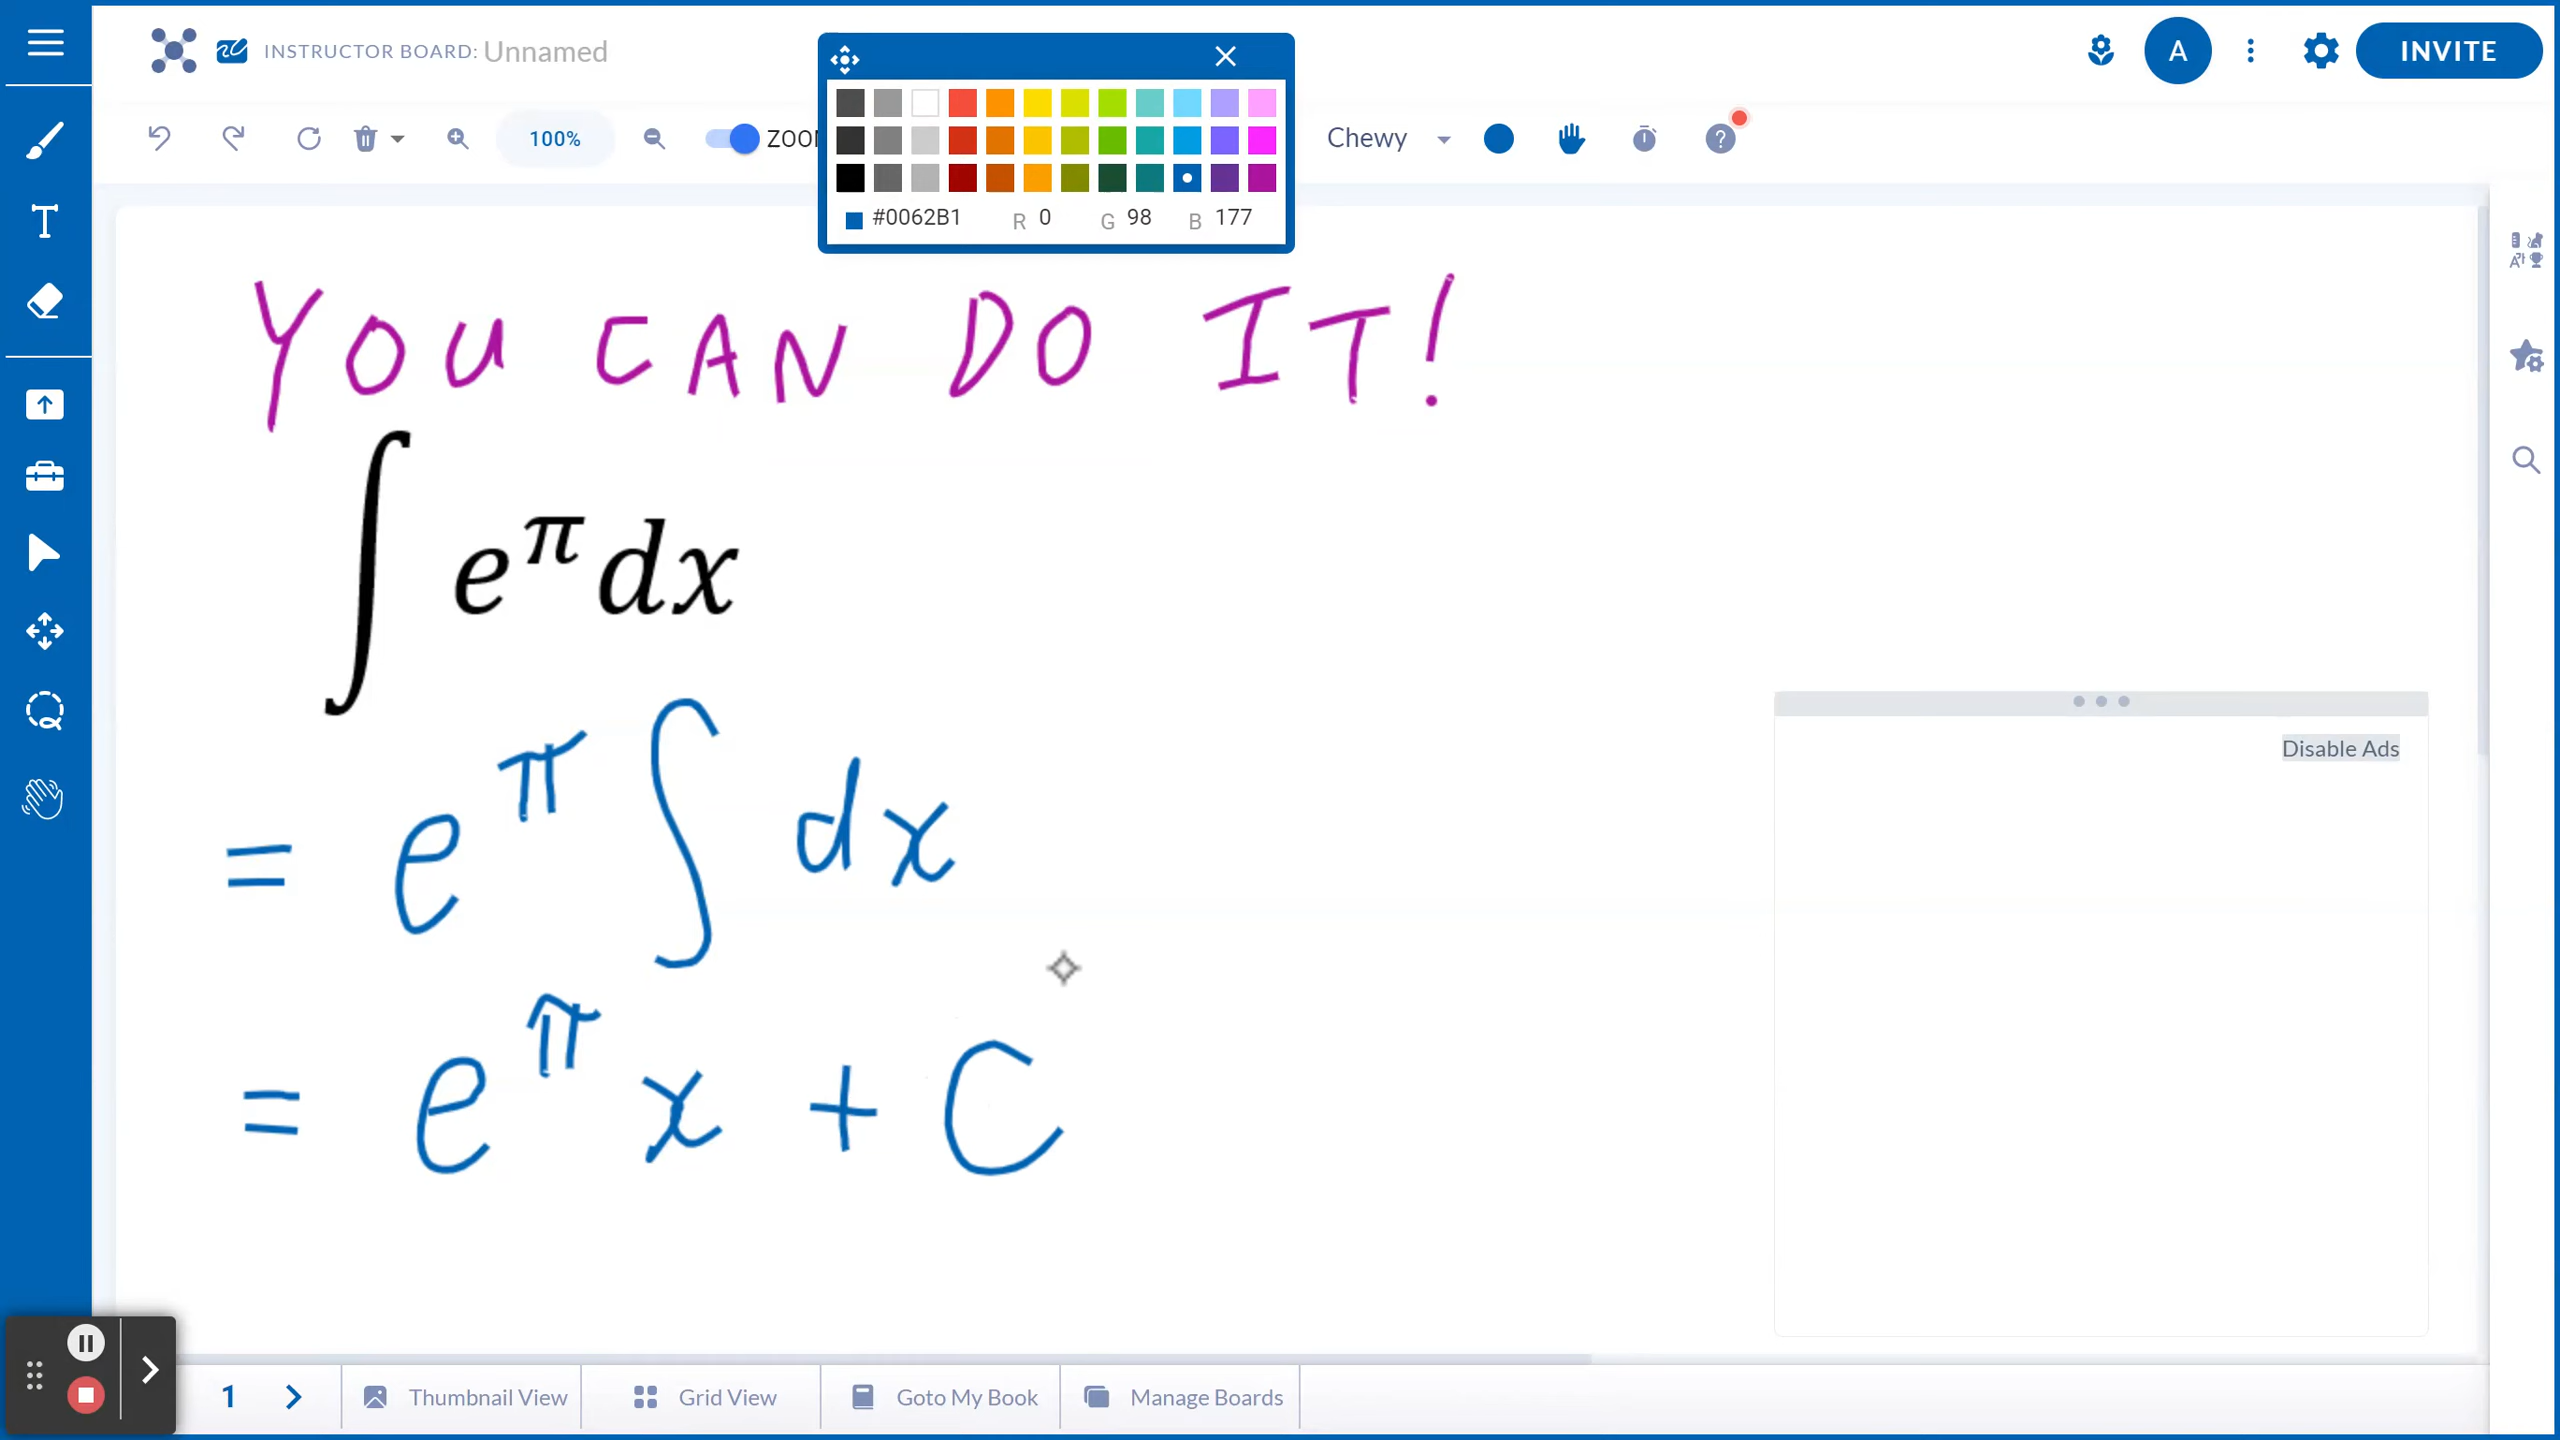 INSTRUCTOR BOARD: Unnamed
A
INVITE
100%
ZOO
Chewy
?
#0062B1 R 0 G 98 B 177
YOU CAN DO IT!
∫ e^π dx
= e^π ∫ dx
= e^π x + C
Disable Ads
1
Thumbnail View
Grid View
Goto My Book
Manage Boards